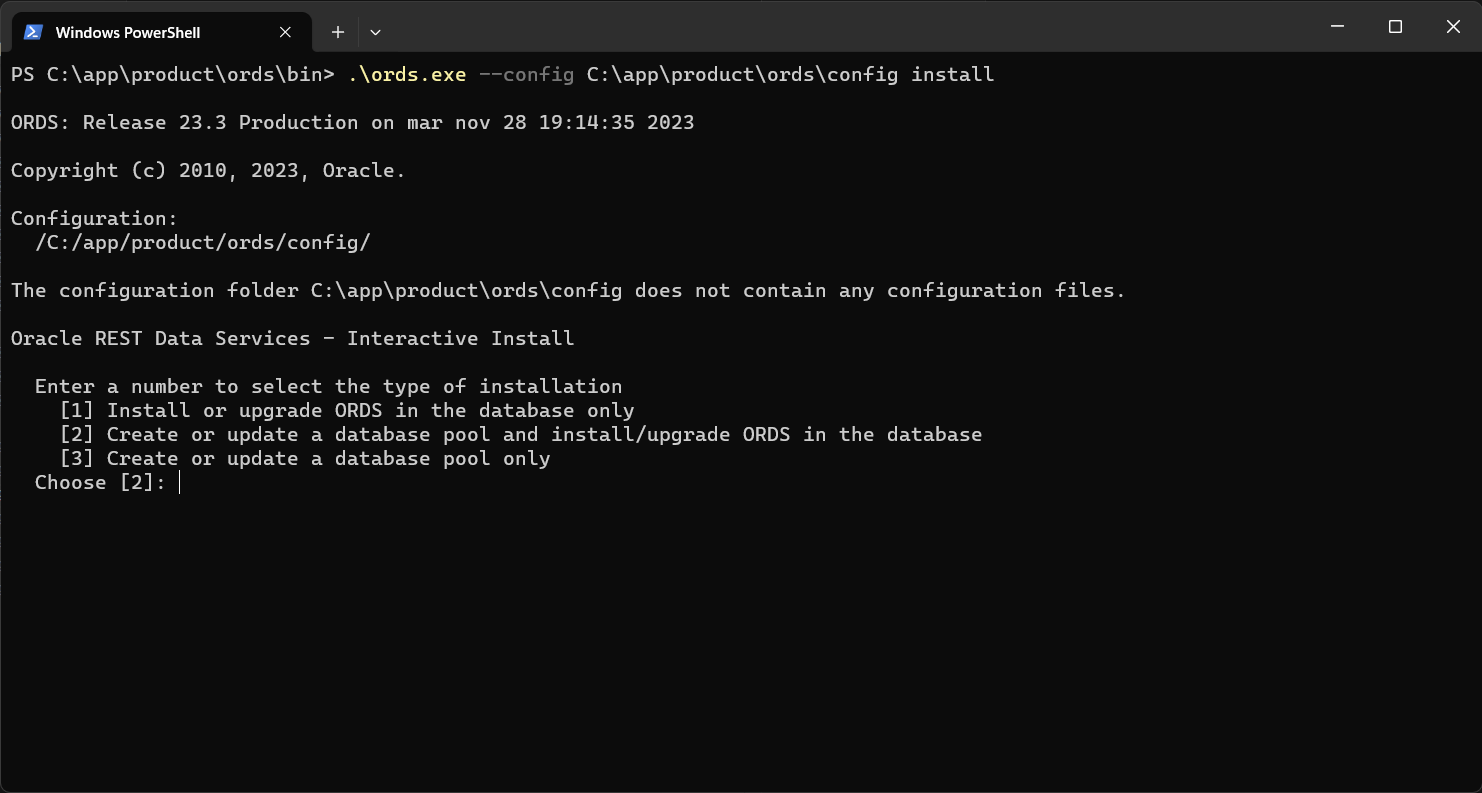 Windows PowerShell
PS C:\app\product\ords\bin> .\ords.exe --config C:\app\product\ords\config install
ORDS: Release 23.3 Production on mar nov 28 19:14:35 2023
Copyright (c) 2010, 2023, Oracle.
Configuration:
/C:/app/product/ords/config/
The configuration folder C:\app\product\ords\config does not contain any configuration files.
Oracle REST Data Services - Interactive Install
Enter a number to select the type of installation
[1] Install or upgrade ORDS in the database only
[2] Create or update a database pool and install/upgrade ORDS in the database
[3] Create or update a database pool only
Choose [2]: